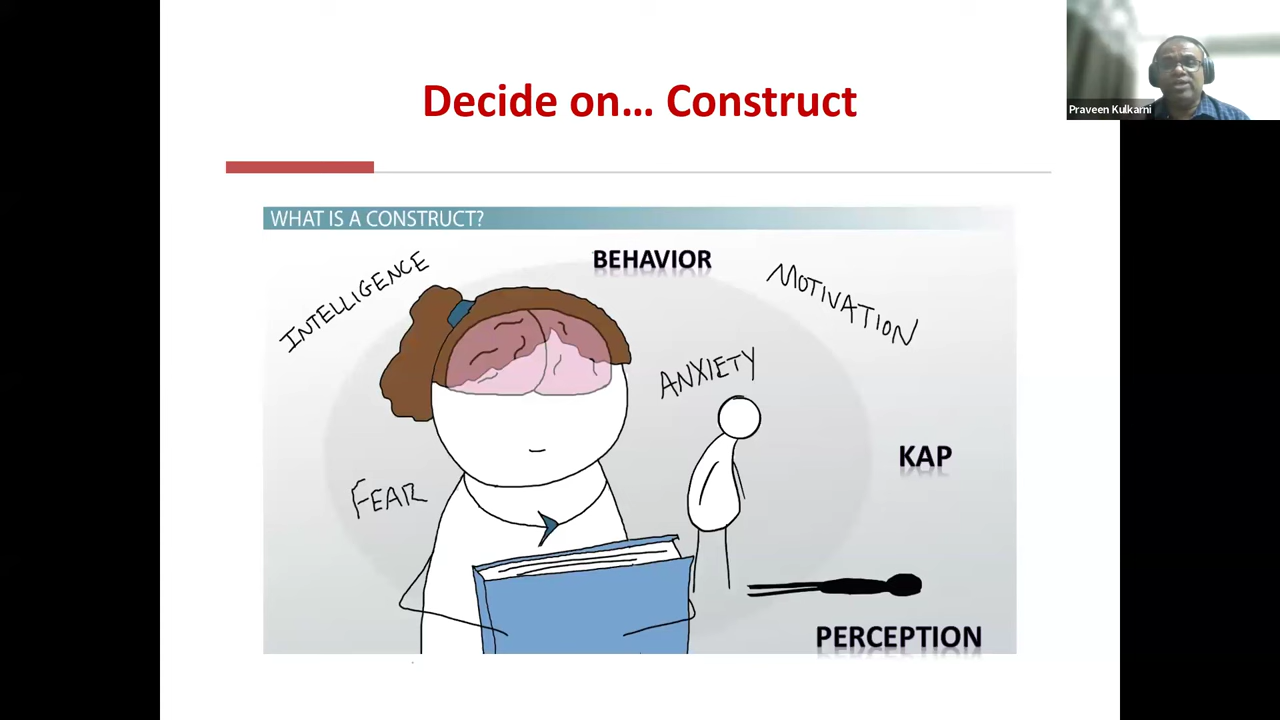 Decide on... Construct
Praveen Kulkarni
WHAT IS A CONSTRUCT?
INTELLIGENCE
BEHAVIOR
MOTIVATION
ANXIETY
KAP
FEAR
PERCEPTION